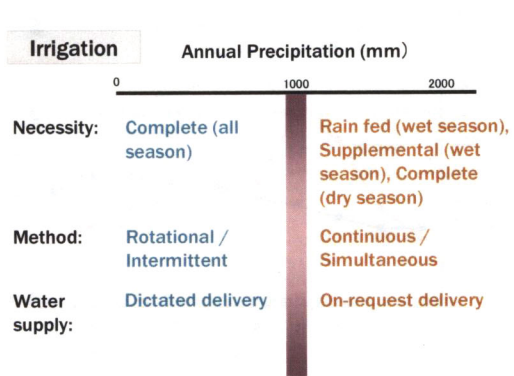 Irrigation
Annual Precipitation (mm)
0 1000 2000
Necessity:
Complete (all
season)
Rain fed (wet season),
Supplemental (wet
season), Complete
(dry season)
Method:
Rotational /
Intermittent
Continuous /
Simultaneous
Water
supply:
Dictated delivery
On-request delivery